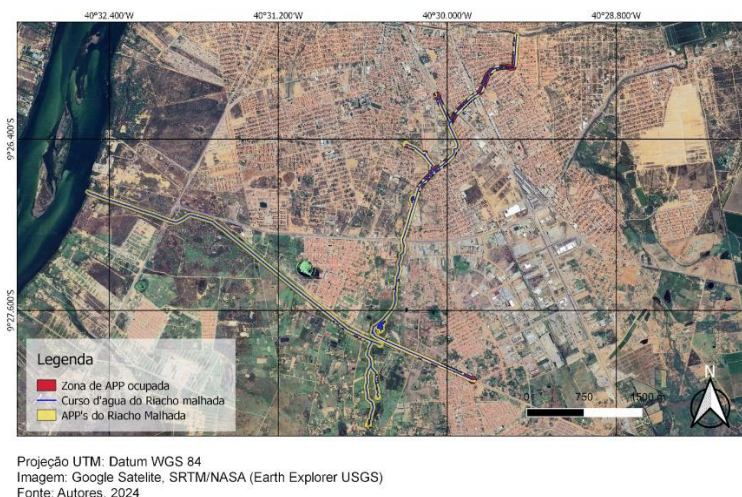 40°32.400'W 40°31.200'W 40°30.000'W 40°28.800'W
9°26.400'S
9°27.600'S
Legenda
Zona de APP ocupada
Curso d'agua do Riacho malhada
APP's do Riacho Malhada
N
0 750 1500 m
Projeção UTM: Datum WGS 84
Imagem: Google Satelite, SRTM/NASA (Earth Explorer USGS)
Fonte: Autores, 2024